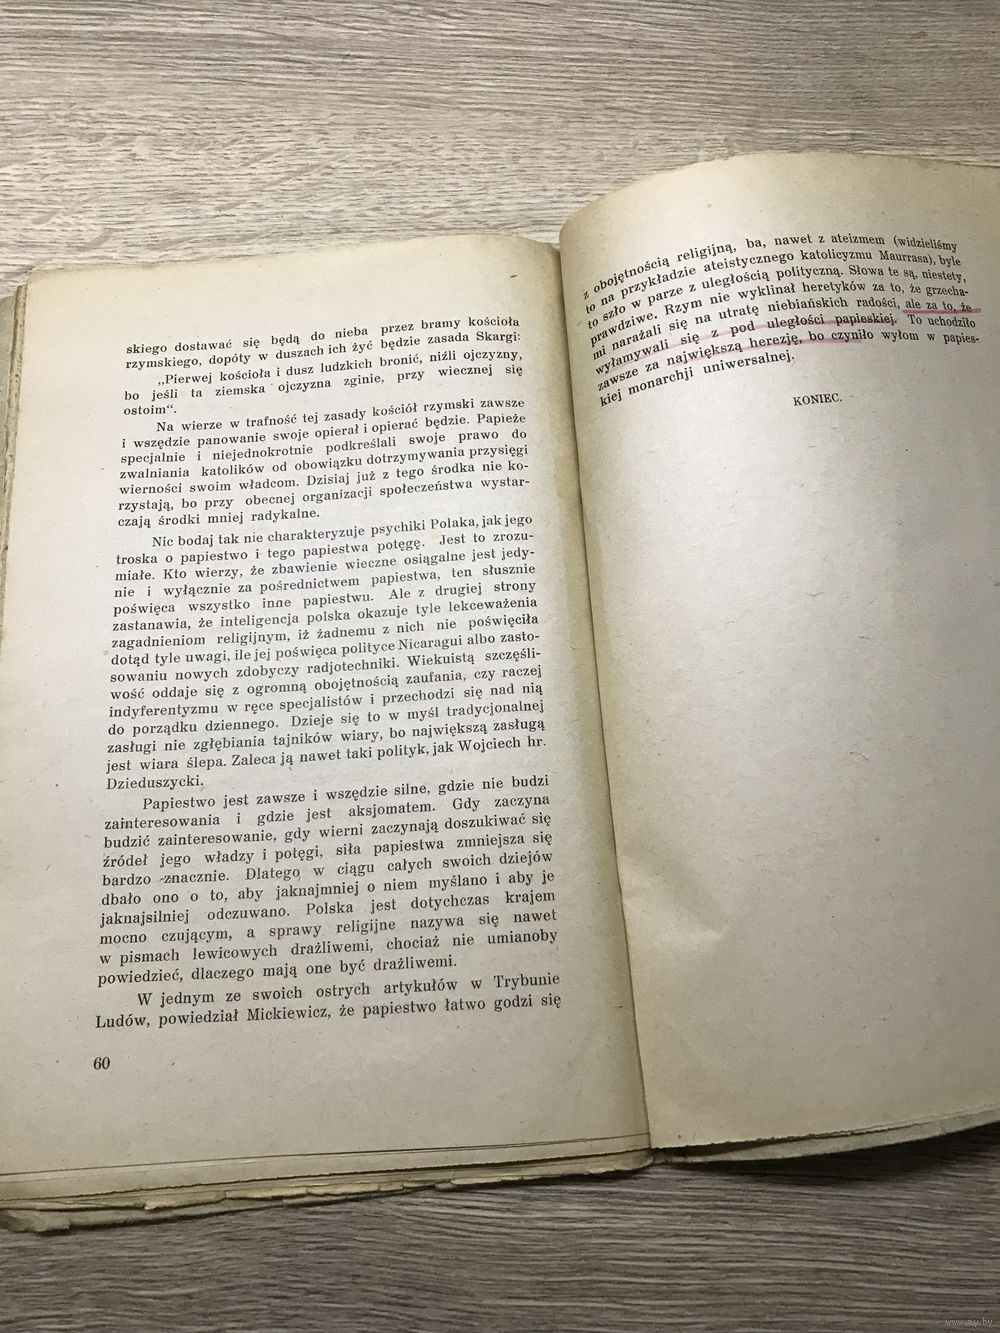 skiego dostawać się będą do nieba przez bramy kościoła
rzymskiego, dopóty w duszach ich żyć będzie zasada Skargi:
„Pierwej kościoła i dusz ludzkich bronić, niźli ojczyzny,
bo jeśli ta ziemska ojczyzna zginie, przy wiecznej się
ostoim“.
Na wierze w trafność tej zasady kościół rzymski zawsze
i wszędzie panowanie swoje opierał i opierać będzie. Papieże
specjalnie i niejednokrotnie podkreślali swoje prawo do
zwalniania katolików od obowiązku dotrzymywania przysięgi
wierności swoim władcom. Dzisiaj już z tego środka nie ko-
rzystają, bo przy obecnej organizacji społeczeństwa wystar-
czają środki mniej radykalne.
Nic bodaj tak nie charakteryzuje psychiki Polaka, jak jego
troska o papiestwo i tego papiestwa potęgę. Jest to zrozu-
miałe. Kto wierzy, że zbawienie wieczne osiągalne jest jedy-
nie i wyłącznie za pośrednictwem papiestwa, ten słusznie
poświęca wszystko inne papiestwu. Ale z drugiej strony
zastanawia, że inteligencja polska okazuje tyle lekceważenia
zagadnieniom religijnym, iż żadnemu z nich nie poświęciła
dotąd tyle uwagi, ile jej poświęca polityce Nicaragui albo zasto-
sowaniu nowych zdobyczy radjotechniki. Wiekuistą szczęśli-
wość oddaje się z ogromną obojętnością zaufania, czy raczej
indyferentyzmu w ręce specjalistów i przechodzi się nad nią
do porządku dziennego. Dzieje się to w myśl tradycjonalnej
zasługi nie zgłębiania tajników wiary, bo największą zasługą
jest wiara ślepa. Zaleca ją nawet taki polityk, jak Wojciech hr.
Dzieduszycki.
Papiestwo jest zawsze i wszędzie silne, gdzie nie budzi
zainteresowania i gdzie jest aksjomatem. Gdy zaczyna
budzić zainteresowanie, gdy wierni zaczynają doszukiwać się
źródeł jego władzy i potęgi, siła papiestwa zmniejsza się
bardzo znacznie. Dlatego w ciągu całych swoich dziejów
dbało ono o to, aby jaknajmniej o niem myślano i aby je
jaknajsilniej odczuwano. Polska jest dotychczas krajem
mocno czującym, a sprawy religijne nazywa się nawet
w pismach lewicowych drażliwemi, chociaż nie umianoby
powiedzieć, dlaczego mają one być drażliwemi.
W jednym ze swoich ostrych artykułów w Trybunie
Ludów, powiedział Mickiewicz, że papiestwo łatwo godzi się
60
z obojętnością religijną, ba, nawet z ateizmem (widzieliśmy
to na przykładzie ateistycznego katolicyzmu Maurrasa), byle
to szło w parze z uległością polityczną. Słowa te są, niestety,
prawdziwe. Rzym nie wyklinał heretyków za to, że grzecha-
mi narażali się na utratę niebiańskich radości, ale za to, że
wyłamywali się z pod uległości papieskiej. To uchodziło
zawsze za największą herezję, bo czyniło wyłom w papies-
kiej monarchji uniwersalnej.
KONIEC.
www.ay.by